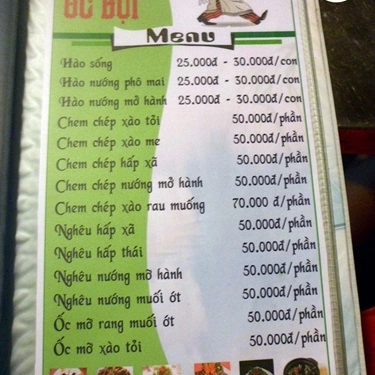 ỐC BỤI
Menu
Hào sống 25.000đ - 30.000đ/con
Hào nướng phô mai 25.000đ - 30.000đ/con
Hào nướng mỡ hành 25.000đ - 30.000đ/con
Chem chép xào tỏi 50.000đ/phần
Chem chép xào me 50.000đ/phần
Chem chép hấp xã 50.000đ/phần
Chem chép nướng mỡ hành 50.000đ/phần
Chem chép xào rau muống 70.000 đ/phần
Nghêu hấp xã 50.000đ/phần
Nghêu hấp thái 50.000đ/phần
Nghêu nướng mỡ hành 50.000đ/phần
Nghêu nướng muối ớt 50.000đ/phần
Ốc mỡ rang muối ớt 50.000đ/phần
Ốc mỡ xào tỏi 50.000đ/phần